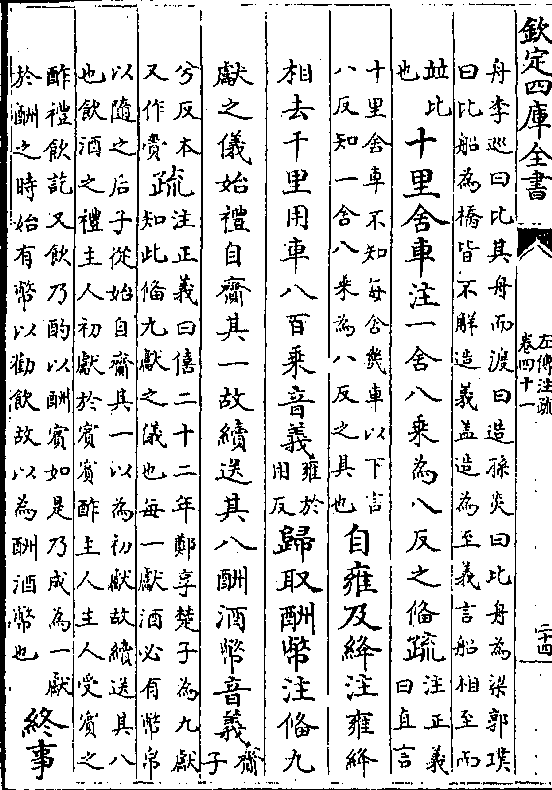 欽定四庫全書
左傳注疏
卷四十一
二十四
舟李巡曰比其舟而渡曰造孫炎曰比舟為梁郭璞
曰比船為橋皆不觧造義盖造為至義言船相至而
竝比
也
十里舍車注一舍八乘為八反之備疏
注正義
曰直言
十里舍車不知每舍幾車以下言
八反知一舍八乘為八反之具也
自雍及絳注雍絳
相去千里用車八百乘音義
雍於
用反
歸取酬幣注備九
獻之儀始禮自齎其一故續送其八酬酒幣音義
齎
子
兮反本
又作賫
疏
注正義曰僖二十二年鄭享楚子為九獻
知此備九獻之儀也每一獻酒必有幣帛
以隨之后子從始自齎其一以為初獻故續送其八
也飲酒之禮主人初獻於賓賓酢主人主人受賓之
酢禮飲訖又飲乃酌以酬賓如是乃成為一獻
於酬之時始有幣以勸飲故以為酬酒幣也
終事